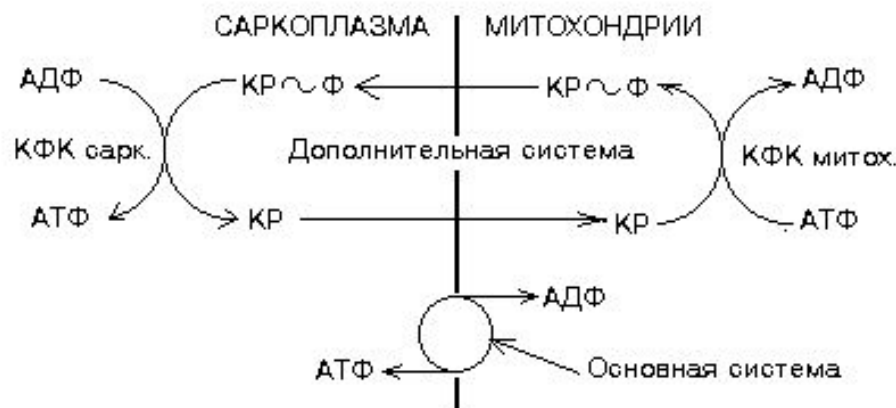 САРКОПЛАЗМА МИТОХОНДРИИ
АДФ КР~Ф КР~Ф АДФ
КФК сарк. Дополнительная система КФК митох.
АТФ КР КР АТФ
АДФ
АТФ Основная система